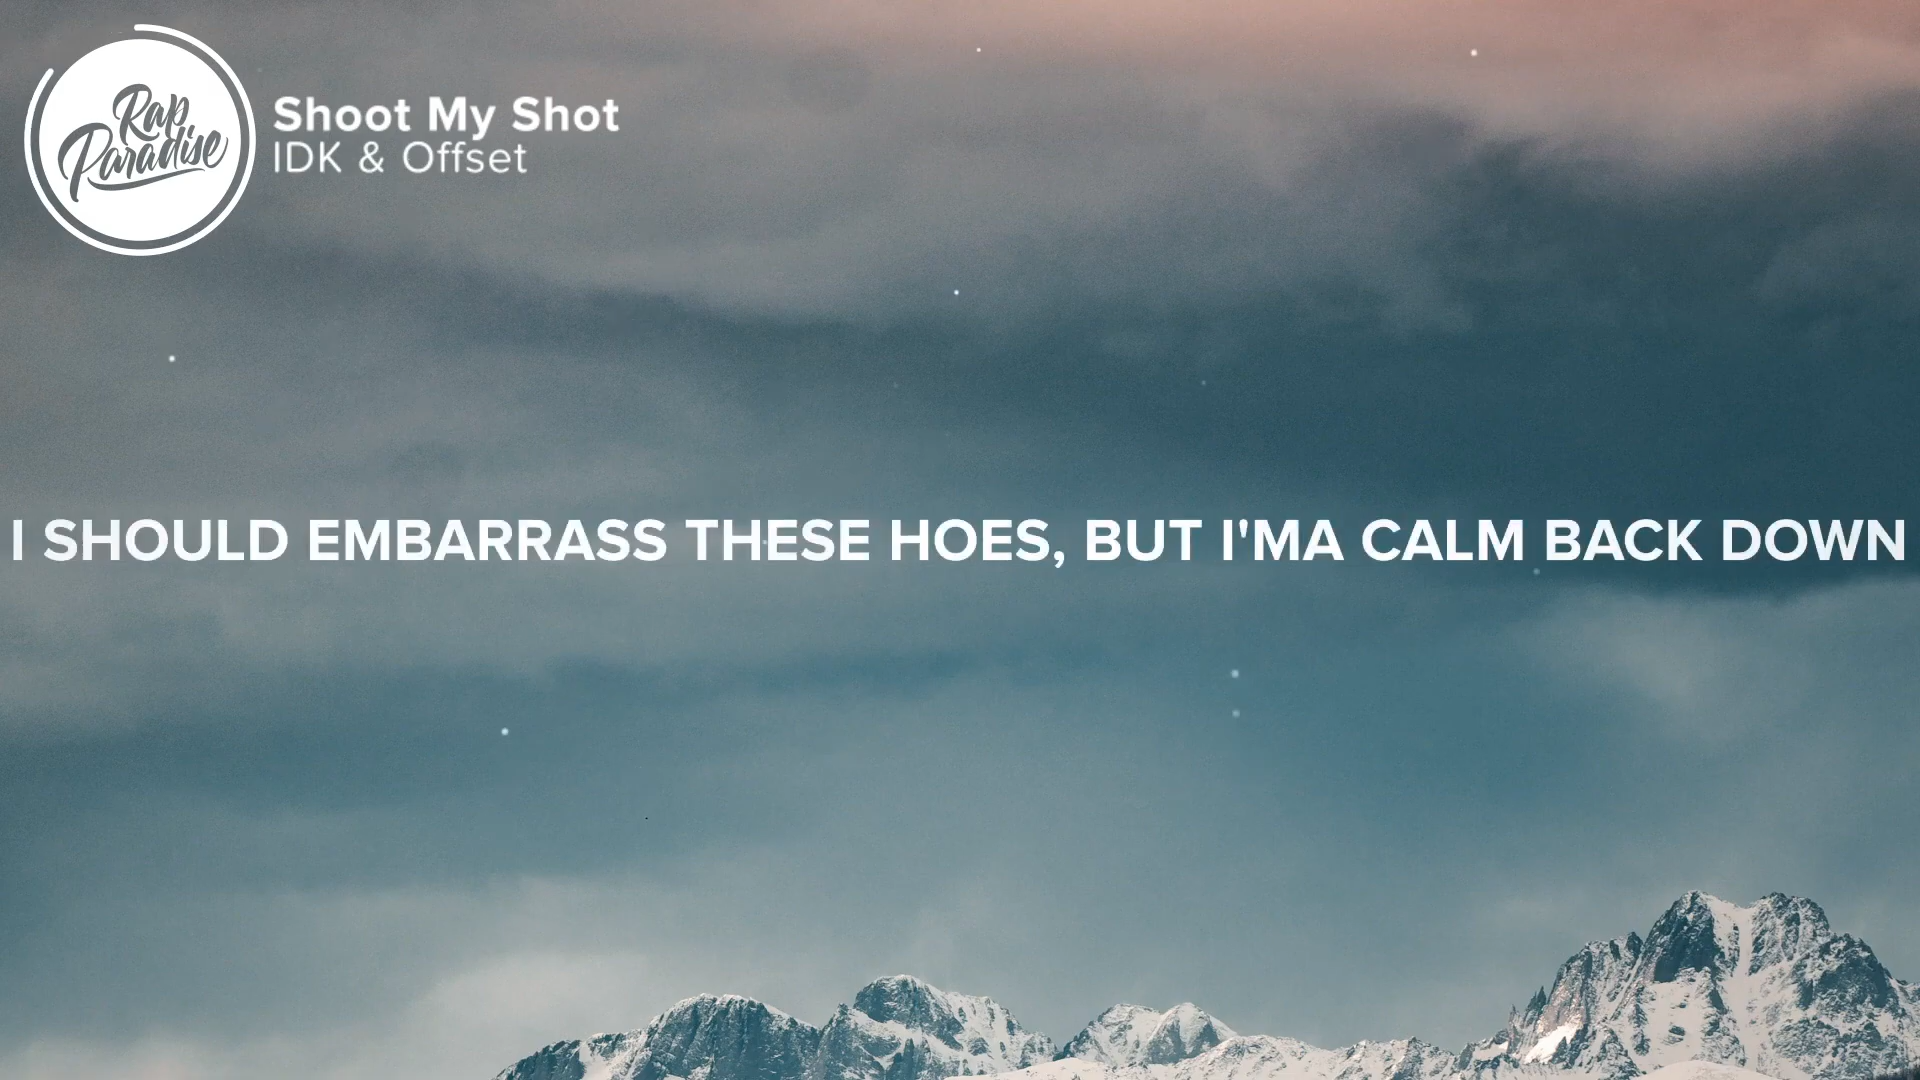 Rap
Paradise
Shoot My Shot
IDK & Offset
I SHOULD EMBARRASS THESE HOES, BUT I'MA CALM BACK DOWN